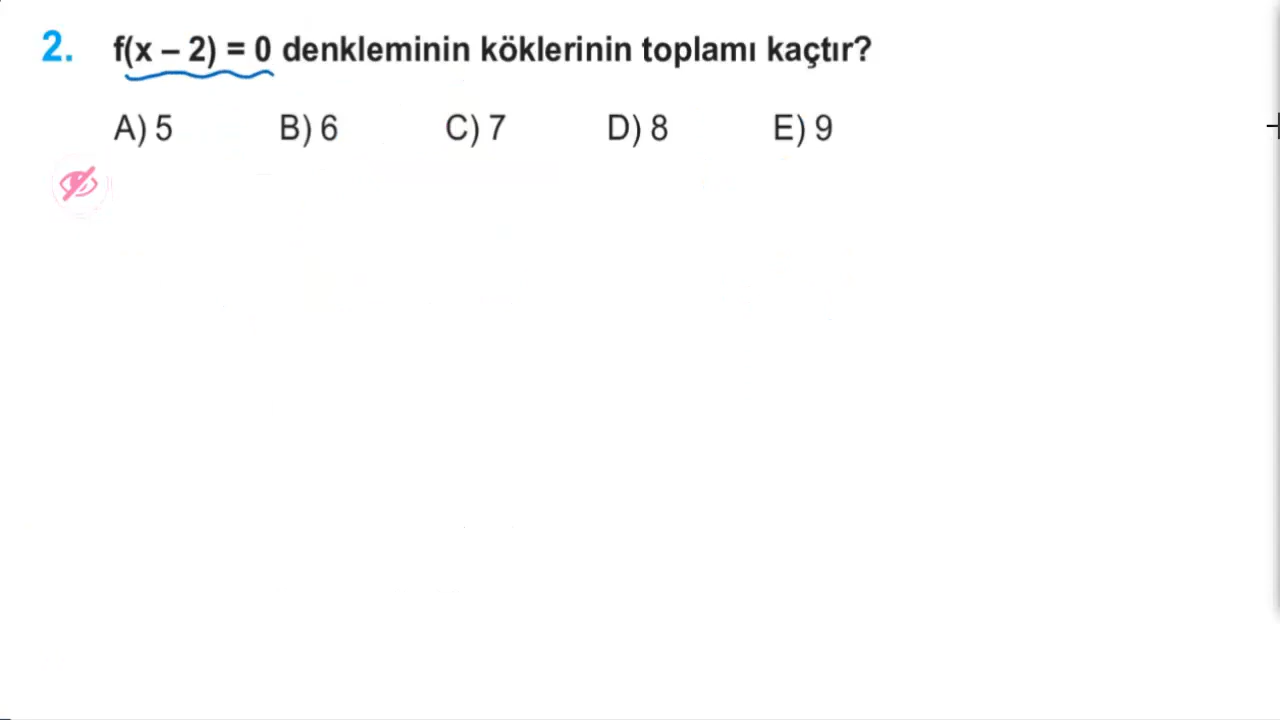 2. f(x – 2) = 0 denkleminin köklerinin toplamı kaçtır?
A) 5 B) 6 C) 7 D) 8 E) 9